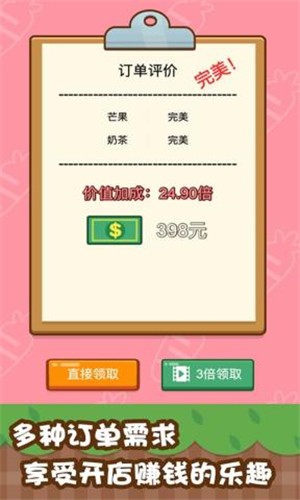 订单评价
完美!
芒果 完美
奶茶 完美
价值加成：24.90倍
$ 398元
直接领取 3倍领取
多种订单需求
享受开店赚钱的乐趣